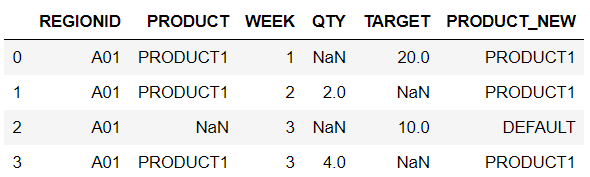 REGIONID PRODUCT WEEK QTY TARGET PRODUCT_NEW
0 A01 PRODUCT1 1 NaN 20.0 PRODUCT1
1 A01 PRODUCT1 2 2.0 NaN PRODUCT1
2 A01 NaN 3 NaN 10.0 DEFAULT
3 A01 PRODUCT1 3 4.0 NaN PRODUCT1